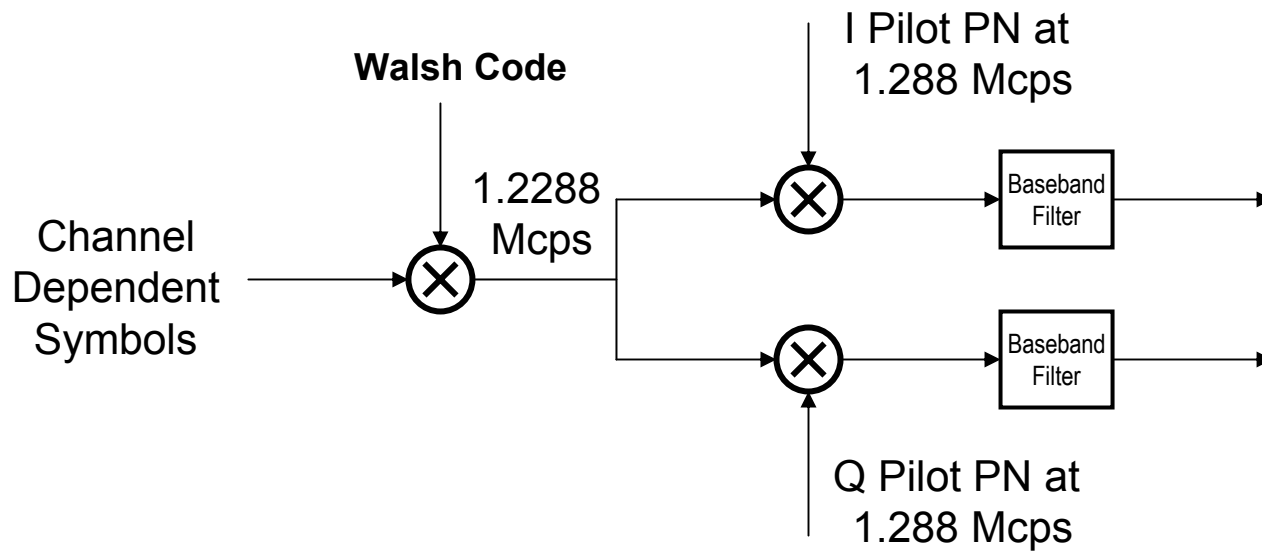 I Pilot PN at
1.288 Mcps
Walsh Code
1.2288
Mcps
Baseband
Filter
Channel
Dependent
Symbols
Baseband
Filter
Q Pilot PN at
1.288 Mcps